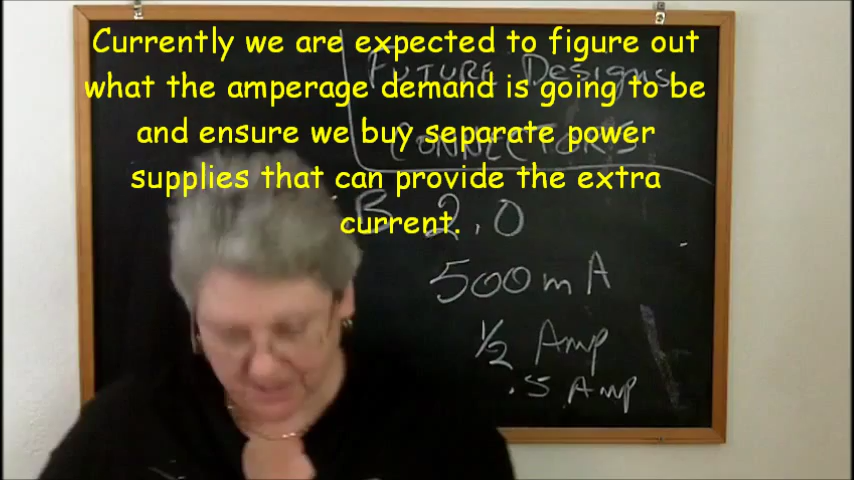 Currently we are expected to figure out
what the amperage demand is going to be
and ensure we buy separate power
supplies that can provide the extra
current.
Future Designs
CONNECTORS
B 2.0
500mA
1/2 Amp
.5 Amp